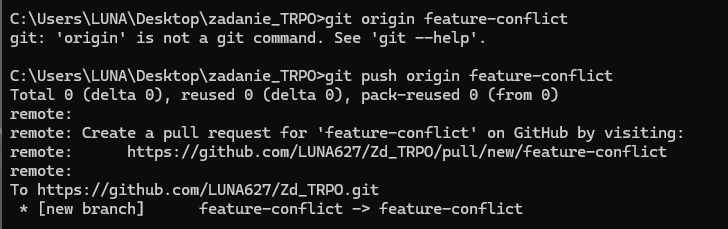 C:\Users\LUNA\Desktop\zadanie_TRPO>git origin feature-conflict
git: 'origin' is not a git command. See 'git --help'.
C:\Users\LUNA\Desktop\zadanie_TRPO>git push origin feature-conflict
Total 0 (delta 0), reused 0 (delta 0), pack-reused 0 (from 0)
remote:
remote: Create a pull request for 'feature-conflict' on GitHub by visiting:
remote:      https://github.com/LUNA627/Zd_TRPO/pull/new/feature-conflict
remote:
To https://github.com/LUNA627/Zd_TRPO.git
 * [new branch]      feature-conflict -> feature-conflict